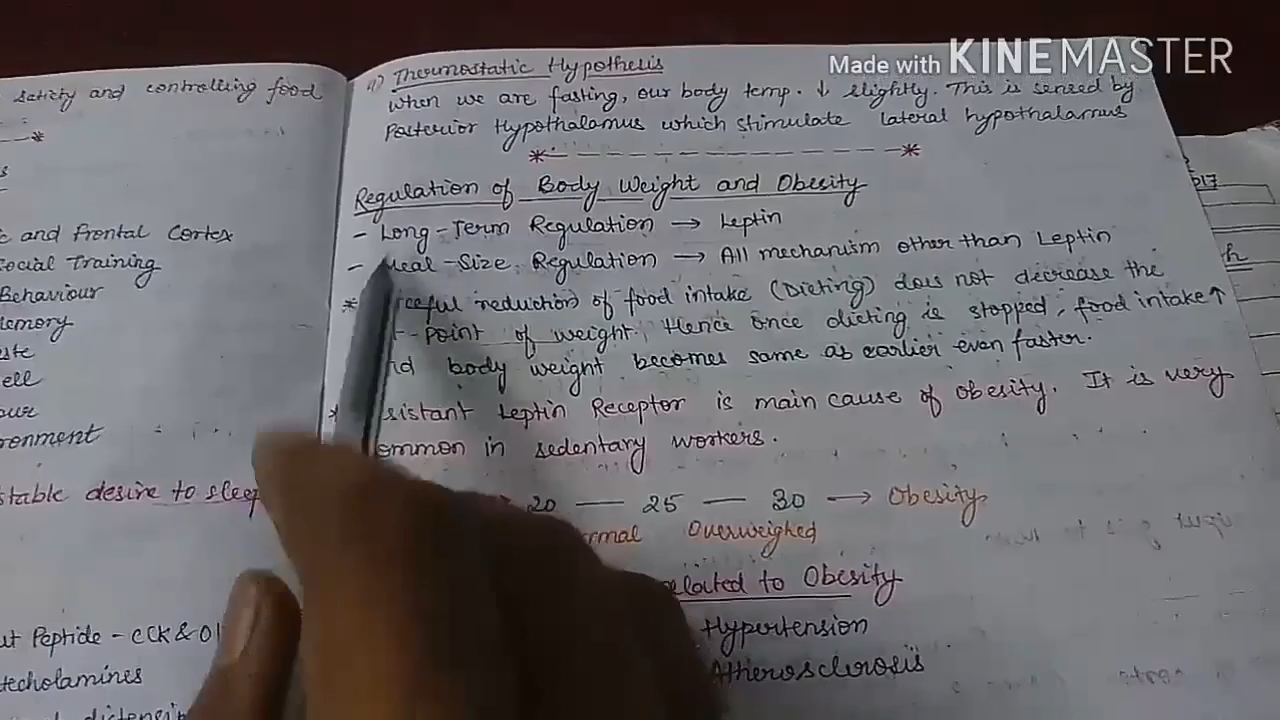 Made with KINEMASTER
satiety and controlling food
c and Frontal Cortex
Social Training
Behaviour
Memory
desire to sleep
Peptide - CCK &
techolamines
Thermostatic Hypothesis
when we are fasting, our body temp. ↓ slightly. This is sensed by
Posterior Hypothalamus which stimulate lateral hypothalamus
Regulation of Body Weight and Obesity
- Long-Term Regulation → Leptin
- Meal-Size Regulation → All mechanism other than Leptin
* reduction of food intake (Dieting) does not decrease the
Point of weight. Hence once dieting is stopped, food intake ↑
body weight becomes same as earlier even faster.
* sistant Leptin Receptor is main cause of obesity. It is very
ommon in sedentary workers.
20 — 25 — 30 → Obesity
rmal Overweighed
elated to Obesity
Hypertension
Atherosclerosis
2017